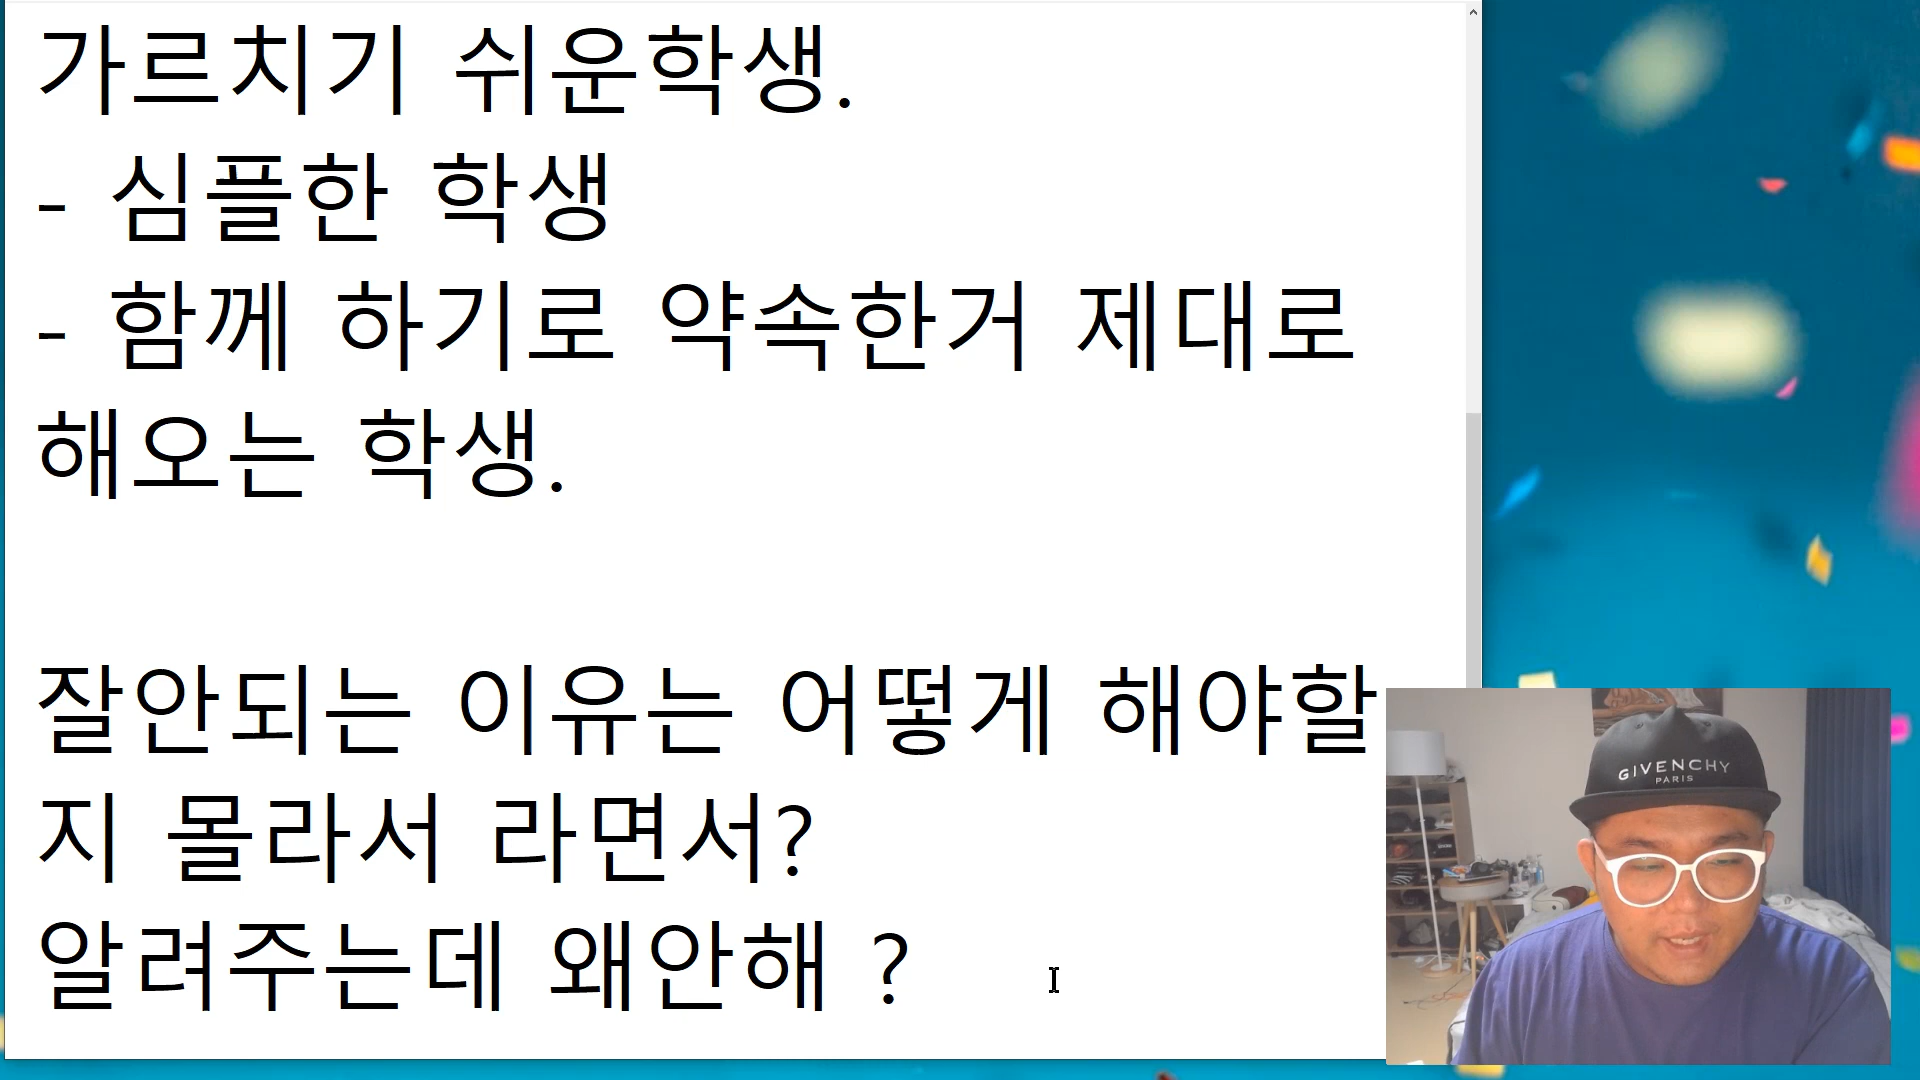 가르치기 쉬운학생.
- 심플한 학생
- 함께 하기로 약속한거 제대로
해오는 학생.
잘안되는 이유는 어떻게 해야할
지 몰라서 라면서?
알려주는데 왜안해 ?
GIVENCHY
PARIS